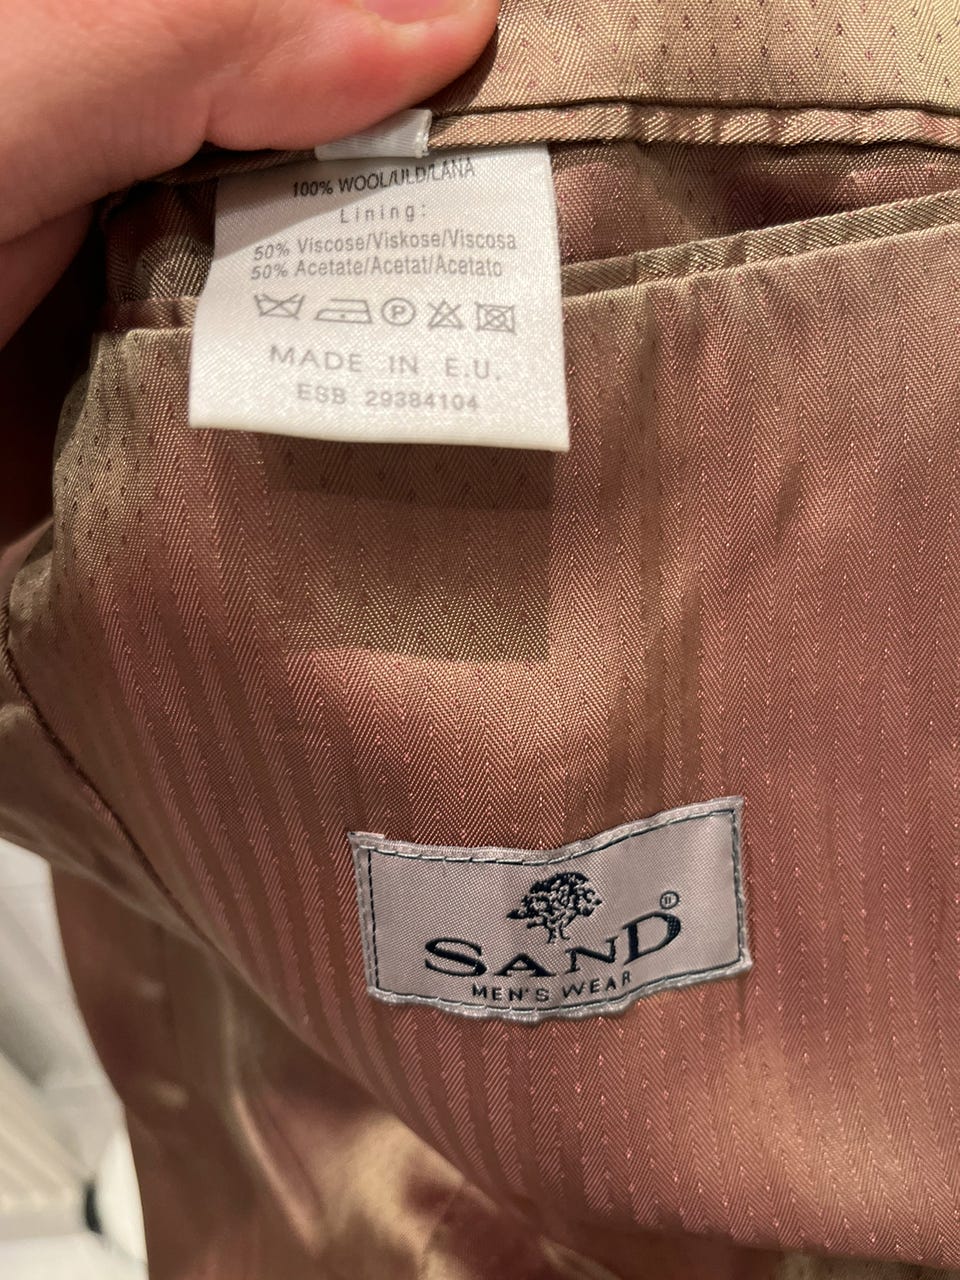 100% WOOL/ULD/LANA
Lining:
50% Viscose/Viskose/Viscosa
50% Acetate/Acetat/Acetato
P
MADE IN E.U.
ESB 29384104
SAND®
MEN'S WEAR